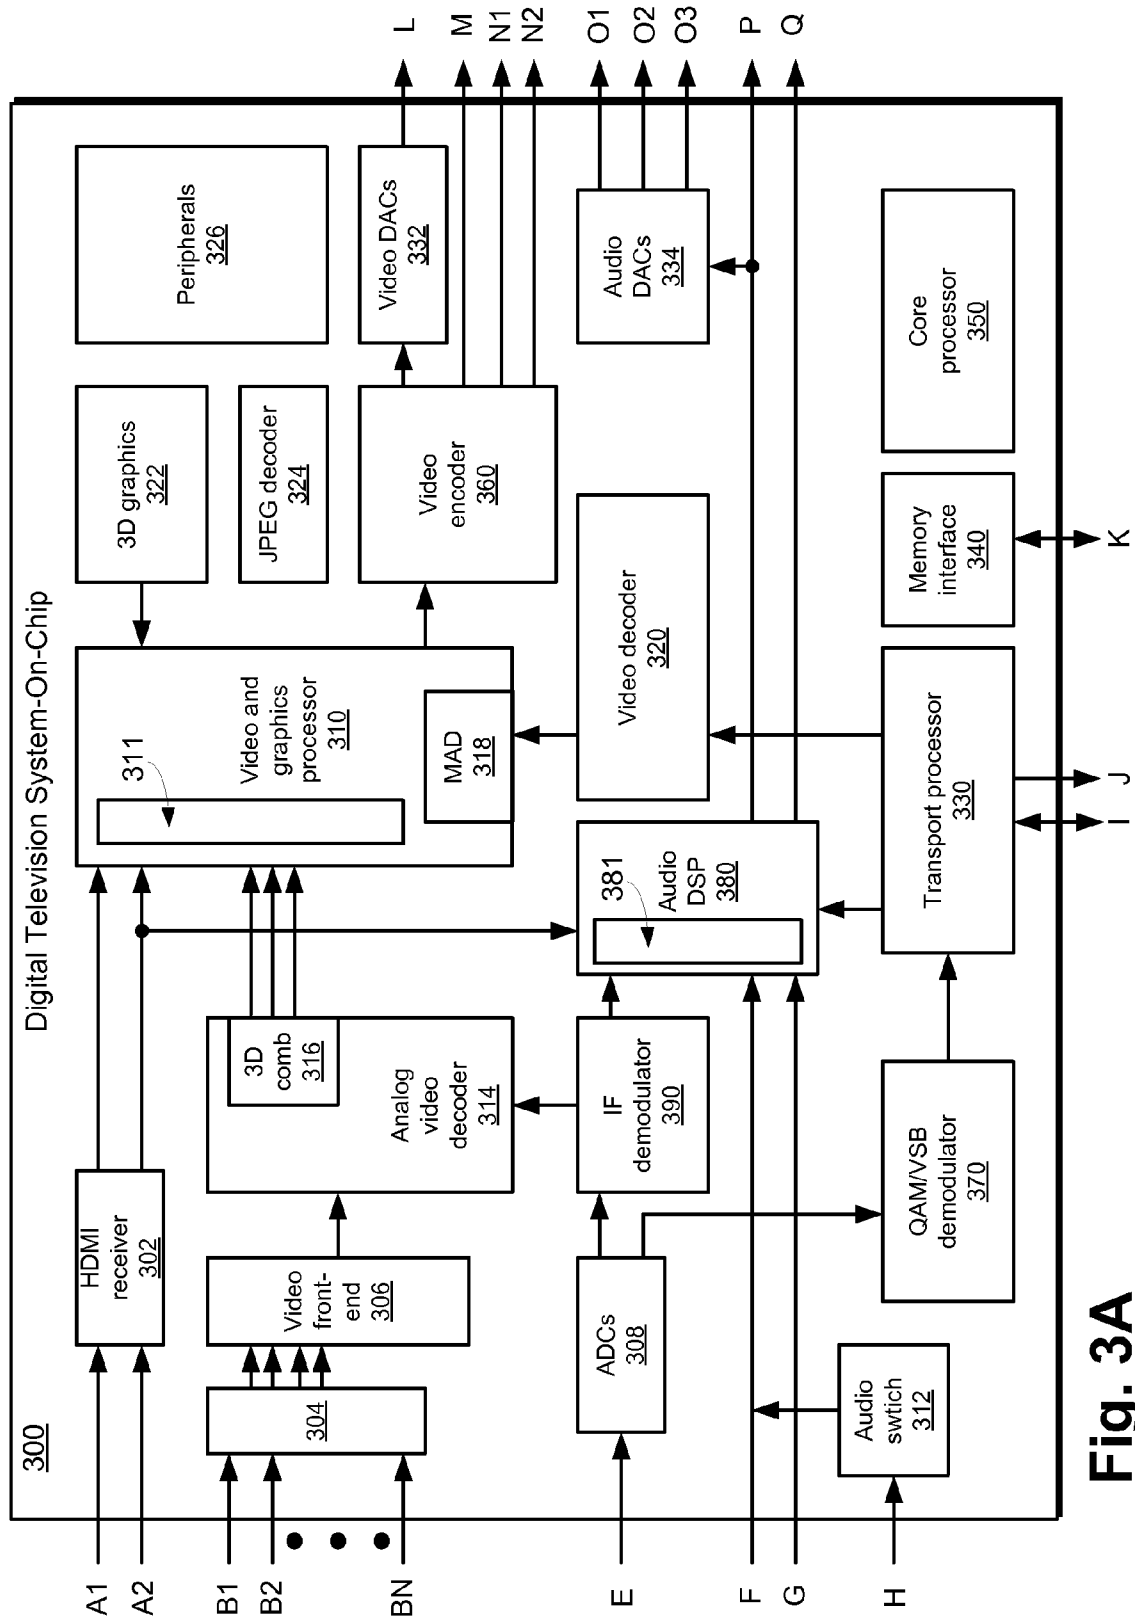 Digital Television System-On-Chip
300
A1
A2
B1
B2
BN
E
F
G
H
HDMI
receiver
302
304
Video
front-
end
306
ADCs
308
Audio
swtich
312
3D
comb
316
Analog
video
decoder
314
IF
demodulator
390
QAM/VSB
demodulator
370
311
Video and
graphics
processor
310
MAD
318
381
Audio
DSP
380
Video decoder
320
Transport processor
330
3D graphics
322
JPEG decoder
324
Video
encoder
360
Memory
interface
340
Peripherals
326
Video DACs
332
Audio
DACs
334
Core
processor
350
L
M
N1
N2
O1
O2
O3
P
Q
I
J
K
Fig. 3A